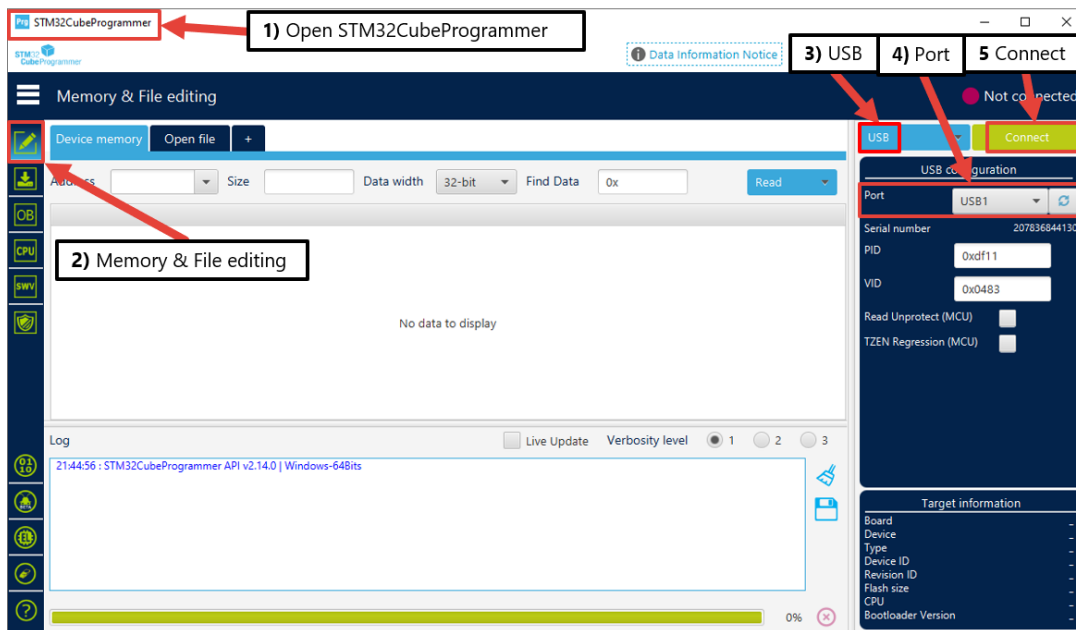 Prg STM32CubeProgrammer
1) Open STM32CubeProgrammer
STM32
CubeProgrammer
Data Information Notice
3) USB
4) Port
5 Connect
Memory & File editing
Not connected
Device memory
Open file
+
USB
Connect
Address
Size
Data width
32-bit
Find Data
0x
Read
USB configuration
Port
USB1
Serial number
207836844130
PID
0xdf11
VID
0x0483
Read Unprotect (MCU)
TZEN Regression (MCU)
OB
CPU
SWV
2) Memory & File editing
No data to display
Log
Live Update
Verbosity level
1
2
3
21:44:56 : STM32CubeProgrammer API v2.14.0 | Windows-64Bits
Target information
Board -
Device -
Type -
Device ID -
Revision ID -
Flash size -
CPU -
Bootloader Version -
0%
?